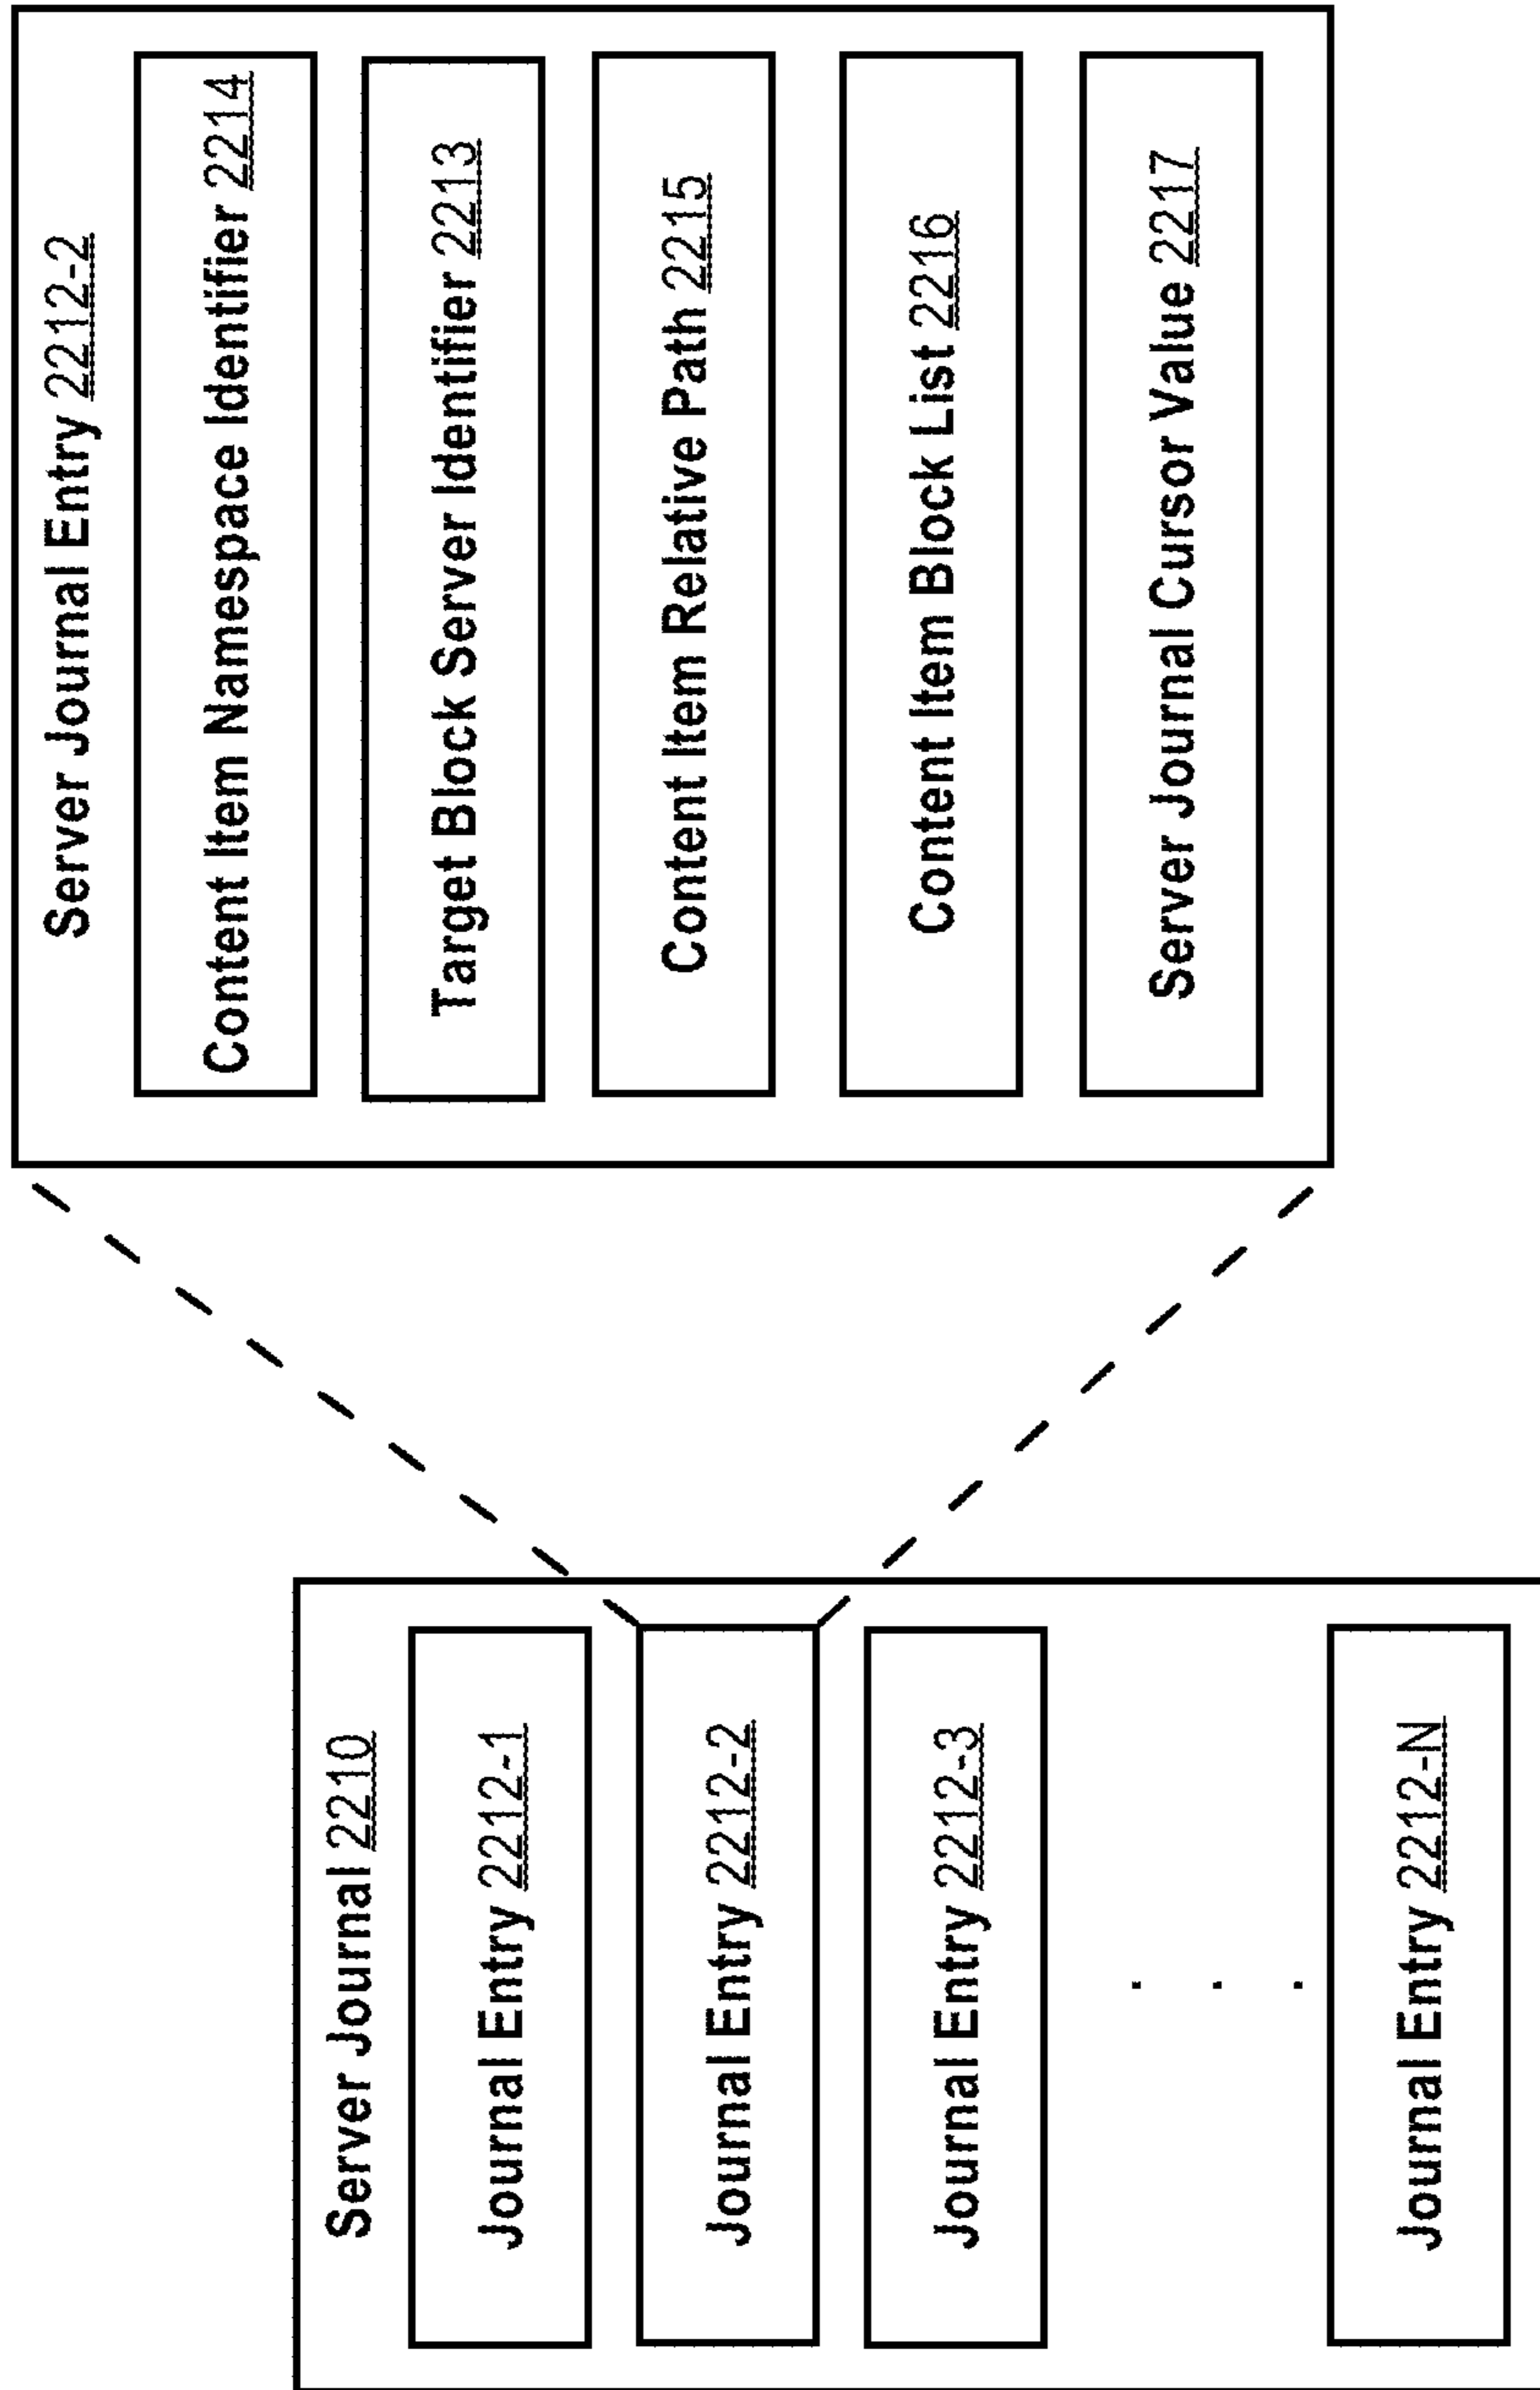 Server Journal 2210
Journal Entry 2212-1
Journal Entry 2212-2
Journal Entry 2212-3
. . .
Journal Entry 2212-N
Server Journal Entry 2212-2
Content Item Namespace Identifier 2214
Target Block Server Identifier 2213
Content Item Relative Path 2215
Content Item Block List 2216
Server Journal Cursor Value 2217